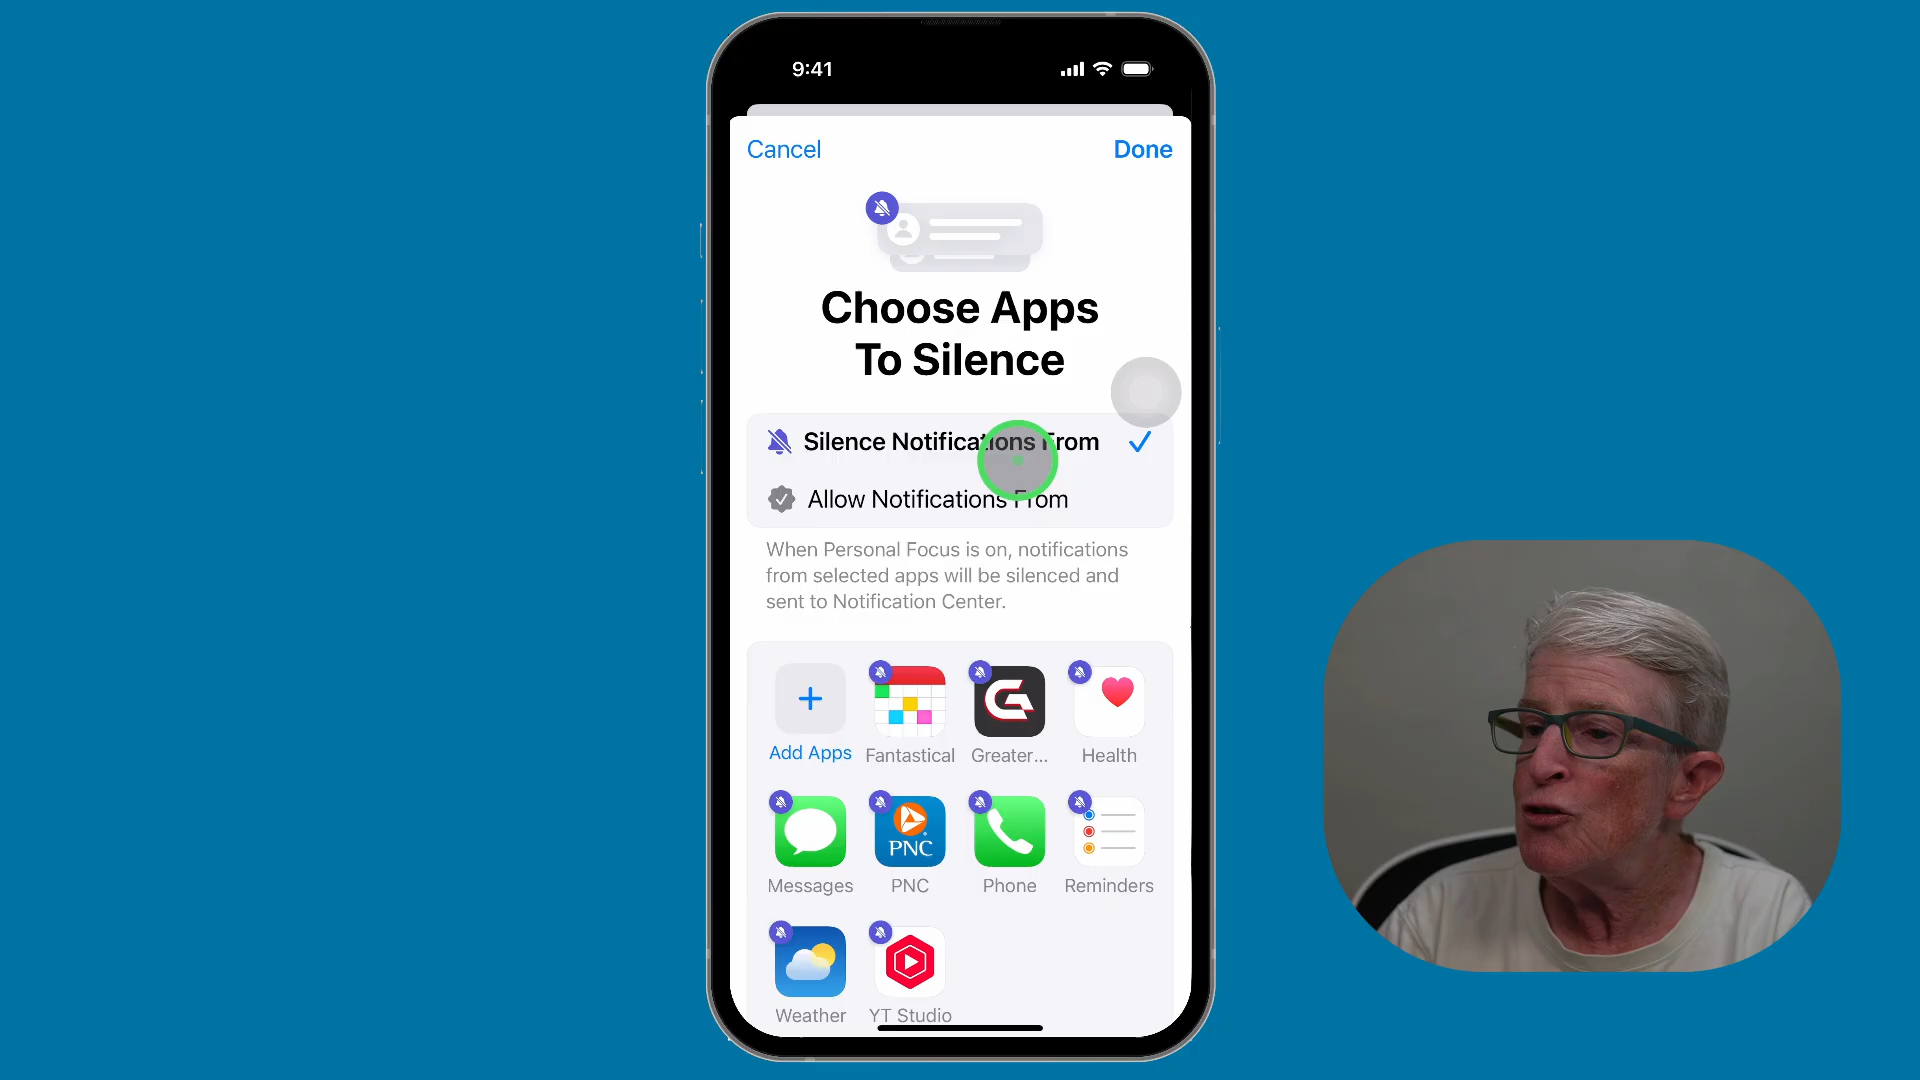 9:41
Cancel
Done
Choose Apps
To Silence
Silence Notifications From
Allow Notifications From
When Personal Focus is on, notifications
from selected apps will be silenced and
sent to Notification Center.
Add Apps
Fantastical
Greater...
Health
PNC
Messages
PNC
Phone
Reminders
Weather
YT Studio